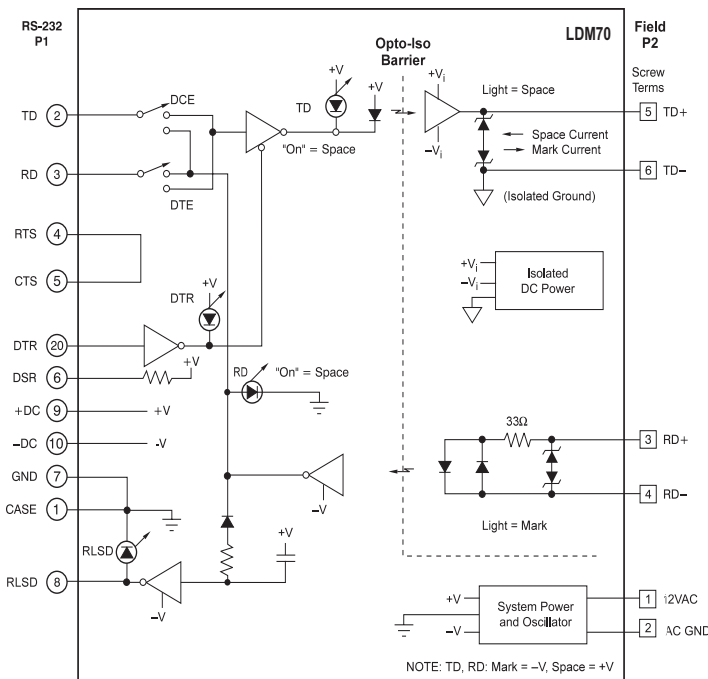 RS-232
P1
LDM70
Field
P2
Opto-Iso
Barrier
Screw
Terms
TD 2
DCE
+V
TD
"On" = Space
+Vi
–Vi
Light = Space
Space Current
Mark Current
(Isolated Ground)
5 TD+
6 TD–
RD 3
DTE
RTS 4
CTS 5
+Vi
–Vi
Isolated
DC Power
DTR
+V
DTR 20
DSR 6
+V
RD "On" = Space
+DC 9 +V
–DC 10 -V
33Ω
3 RD+
4 RD–
GND 7
CASE 1
–V
Light = Mark
RLSD
+V
RLSD 8
–V
+V
–V
System Power
and Oscillator
1 12VAC
2 AC GND
NOTE: TD, RD: Mark = –V, Space = +V